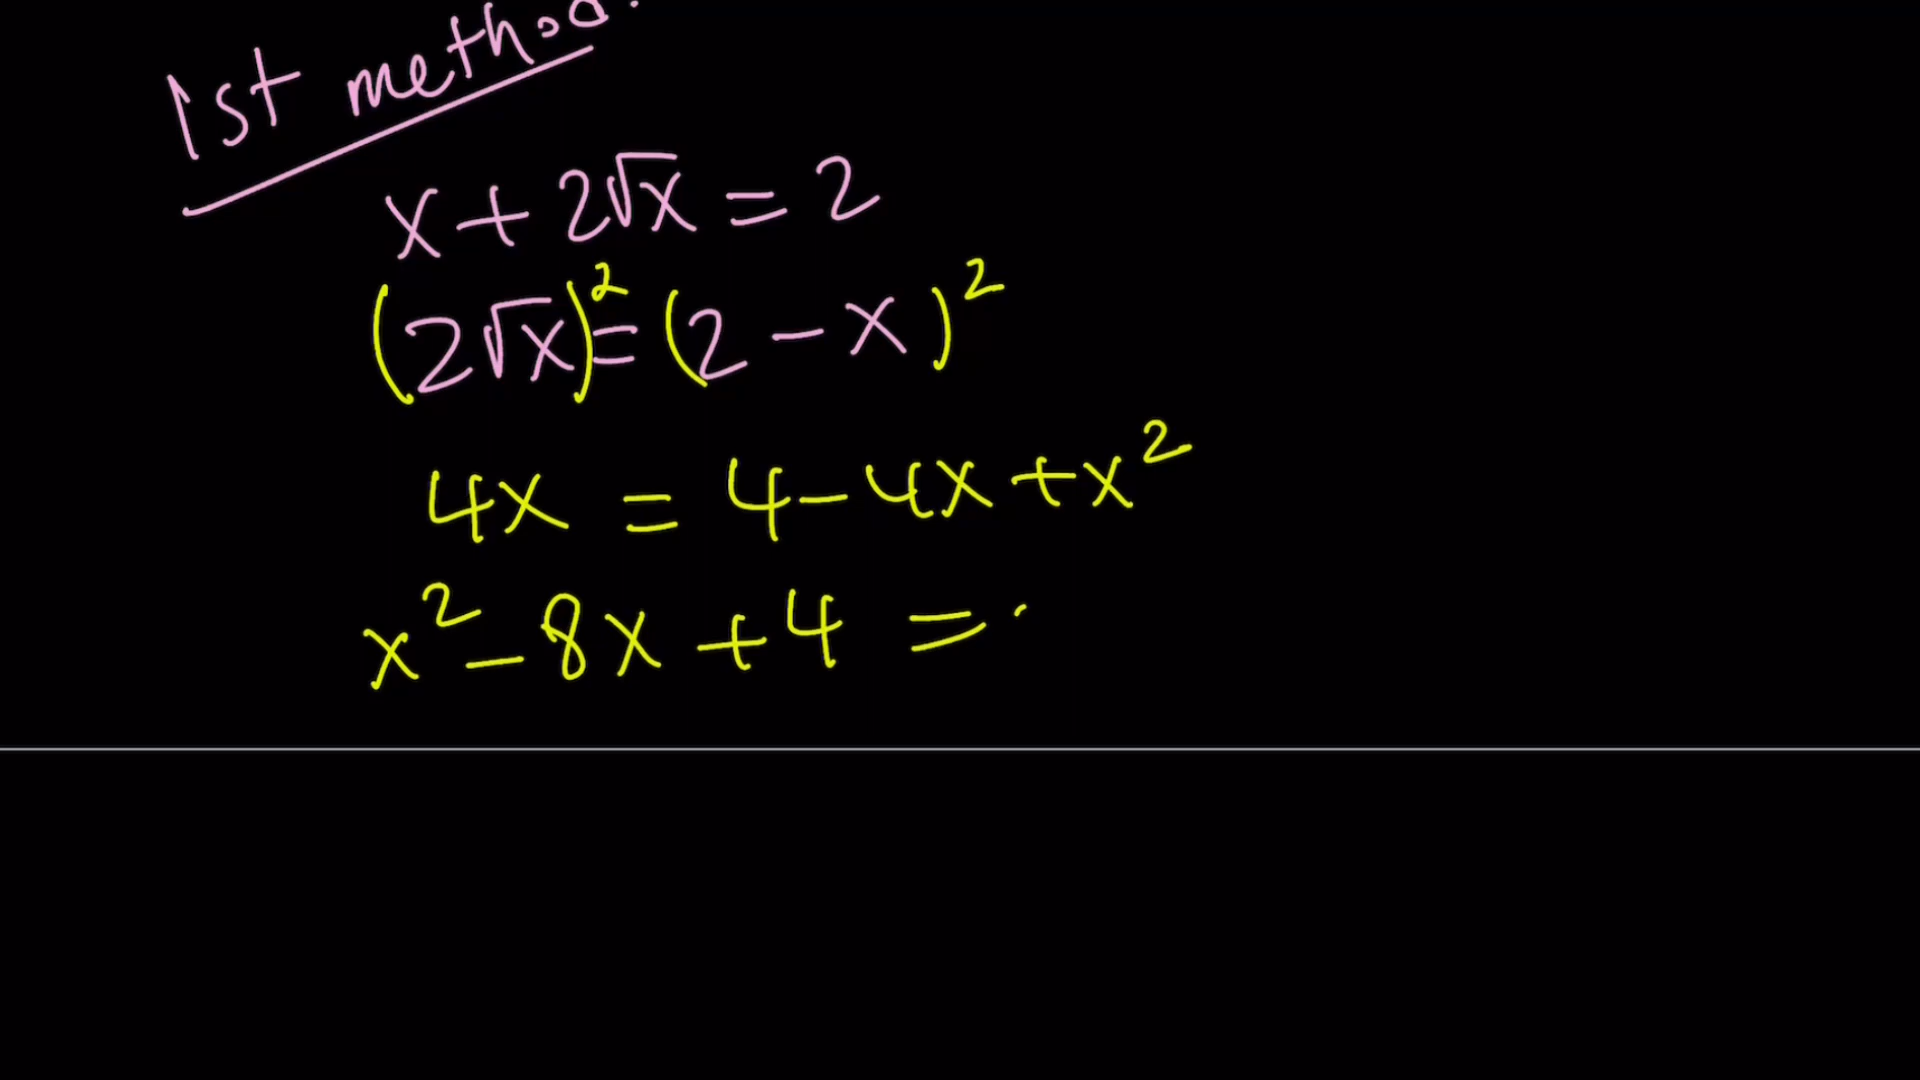 1st method:
x + 2√x = 2
(2√x)² = (2 - x)²
4x = 4 - 4x + x²
x² - 8x + 4 =